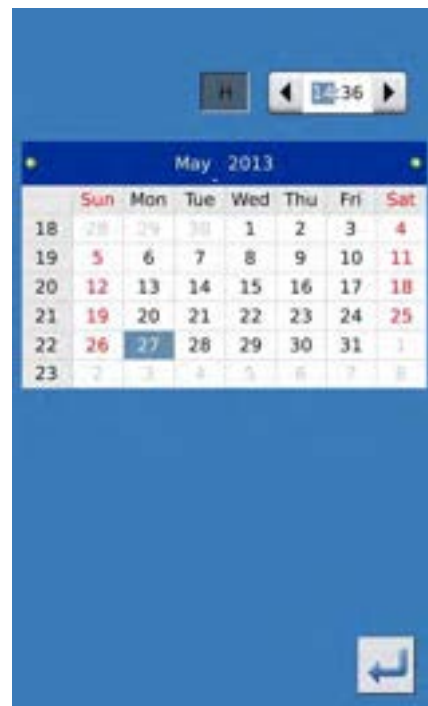 H 14:36
May 2013
Sun Mon Tue Wed Thu Fri Sat
18 28 29 30 1 2 3 4
19 5 6 7 8 9 10 11
20 12 13 14 15 16 17 18
21 19 20 21 22 23 24 25
22 26 27 28 29 30 31 1
23 2 3 4 5 6 7 8